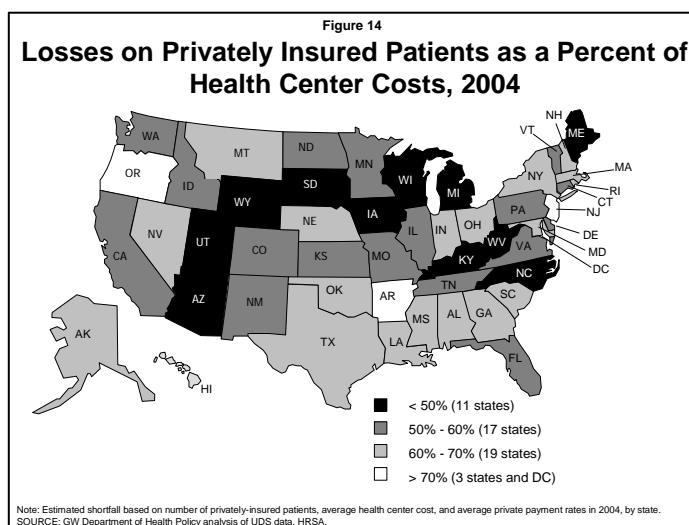 Figure 14
Losses on Privately Insured Patients as a Percent of
Health Center Costs, 2004
NH
ME
VT
WA
ND
MT
MN
MA
OR
NY
WI
SD
ID
MI
RI
CT
WY
NJ
IA
PA
NE
OH
IN
DE
NV
IL
WV
UT
MD
VA
CO
CA
DC
KS
MO
KY
NC
TN
OK
AZ
NM
AR
SC
GA
MS
AL
AK
TX
LA
FL
HI
< 50% (11 states)
50% - 60% (17 states)
60% - 70% (19 states)
> 70% (3 states and DC)
Note: Estimated shortfall based on number of privately-insured patients, average health center cost, and average private payment rates in 2004, by state.
SOURCE: GW Department of Health Policy analysis of UDS data, HRSA.